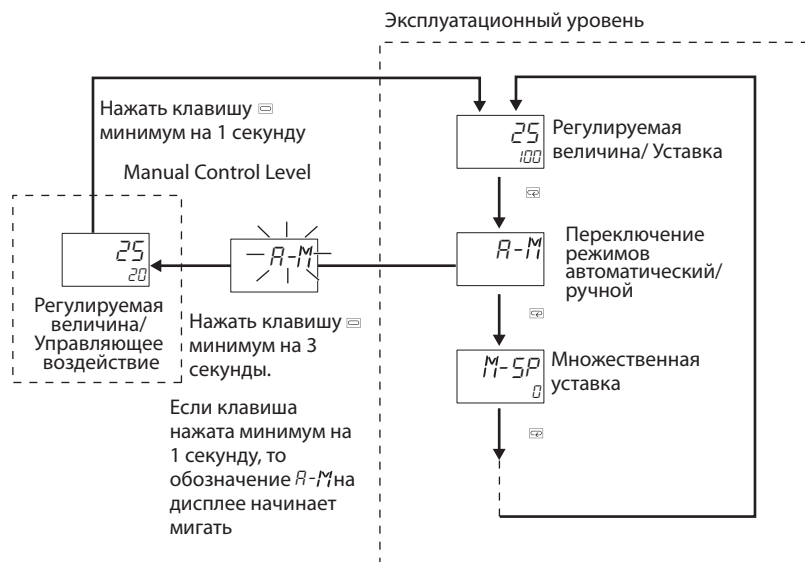 Эксплуатационный уровень
Нажать клавишу
минимум на 1 секунду
Manual Control Level
25
20
Регулируемая
величина/
Управляющее
воздействие
A-M
Нажать клавишу
минимум на 3
секунды.
Если клавиша
нажата минимум на
1 секунду, то
обозначение A-M на
дисплее начинает
мигать
25
100
Регулируемая
величина/ Уставка
A-M
Переключение
режимов
автоматический/
ручной
M-SP
0
Множественная
уставка